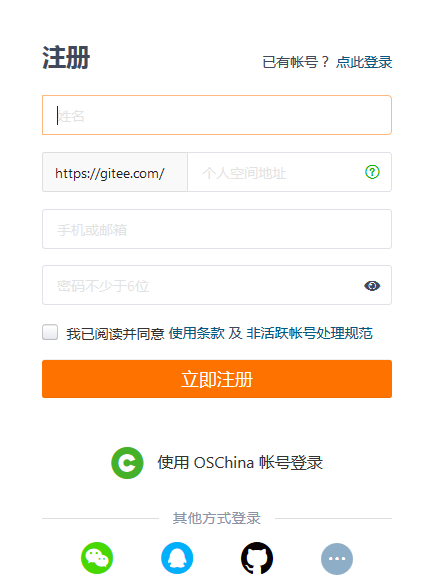 注册
已有帐号？ 点此登录
姓名
https://gitee.com/ 个人空间地址
手机或邮箱
密码不少于6位
我已阅读并同意 使用条款 及 非活跃帐号处理规范
立即注册
使用 OSChina 帐号登录
其他方式登录